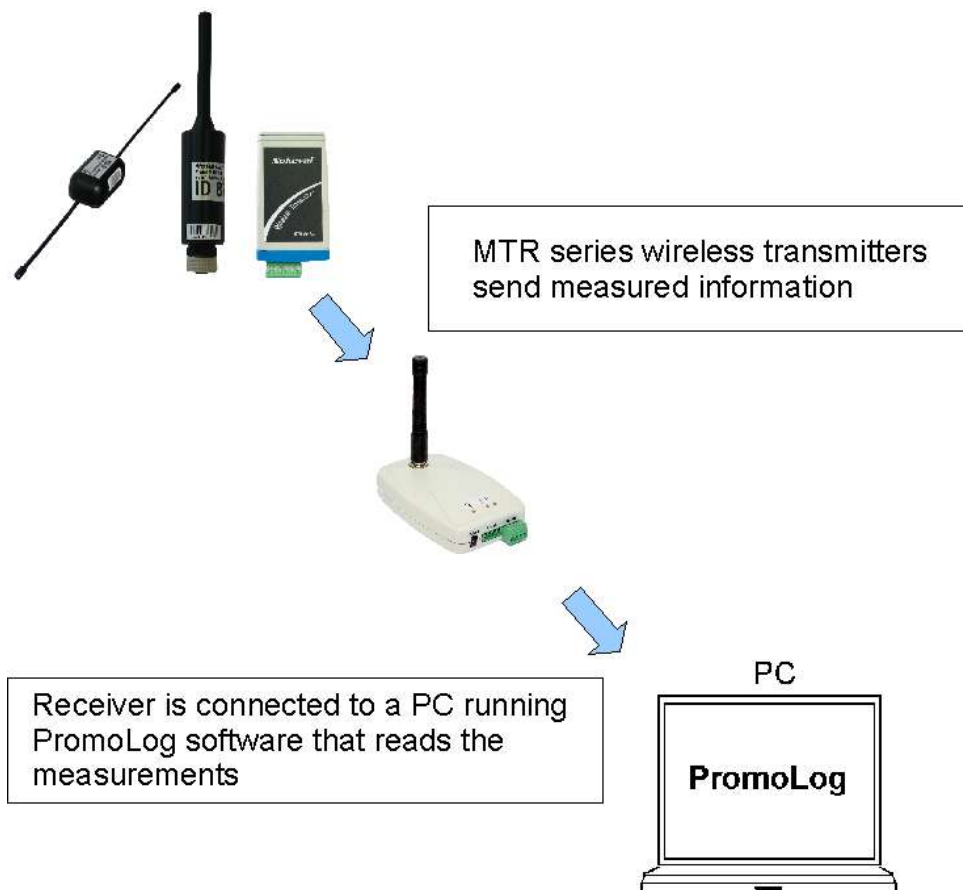 ID 8
Nokeval
MTR series wireless transmitters
send measured information
Receiver is connected to a PC running
PromoLog software that reads the
measurements
PC
PromoLog